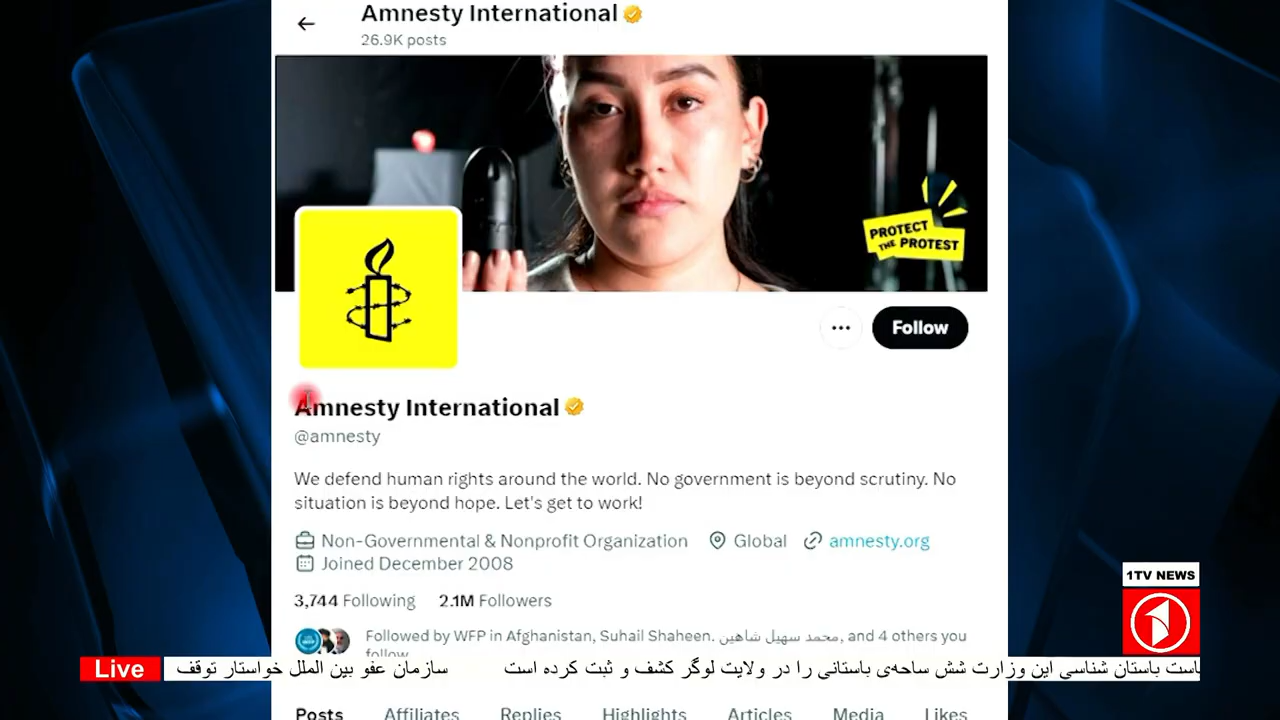 Amnesty International
26.9K posts
PROTECT
THE PROTEST
Follow
Amnesty International
@amnesty
We defend human rights around the world. No government is beyond scrutiny. No
situation is beyond hope. Let's get to work!
Non-Governmental & Nonprofit Organization Global amnesty.org
Joined December 2008
3,744 Following 2.1M Followers
Followed by WFP in Afghanistan, Suhail Shaheen. محمد سهیل شاهین, and 4 others you
follow
1TV NEWS
Live
است باستان شناسی این وزارت شش ساحه‌ی باستانی را در ولایت لوگر کشف و ثبت کرده است سازمان عفو بین الملل خواستار توقف
Posts Affiliates Replies Highlights Articles Media Likes